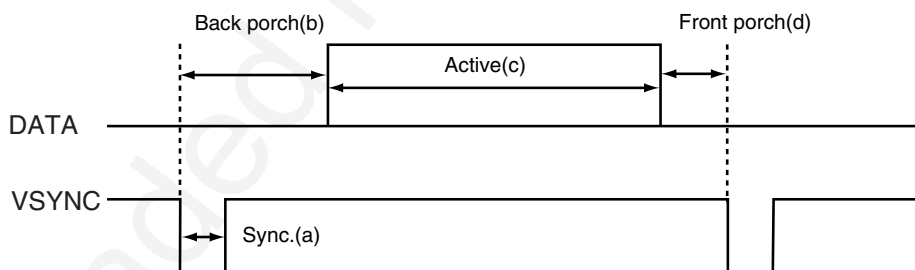 Back porch(b)
Front porch(d)
Active(c)
DATA
VSYNC
Sync.(a)